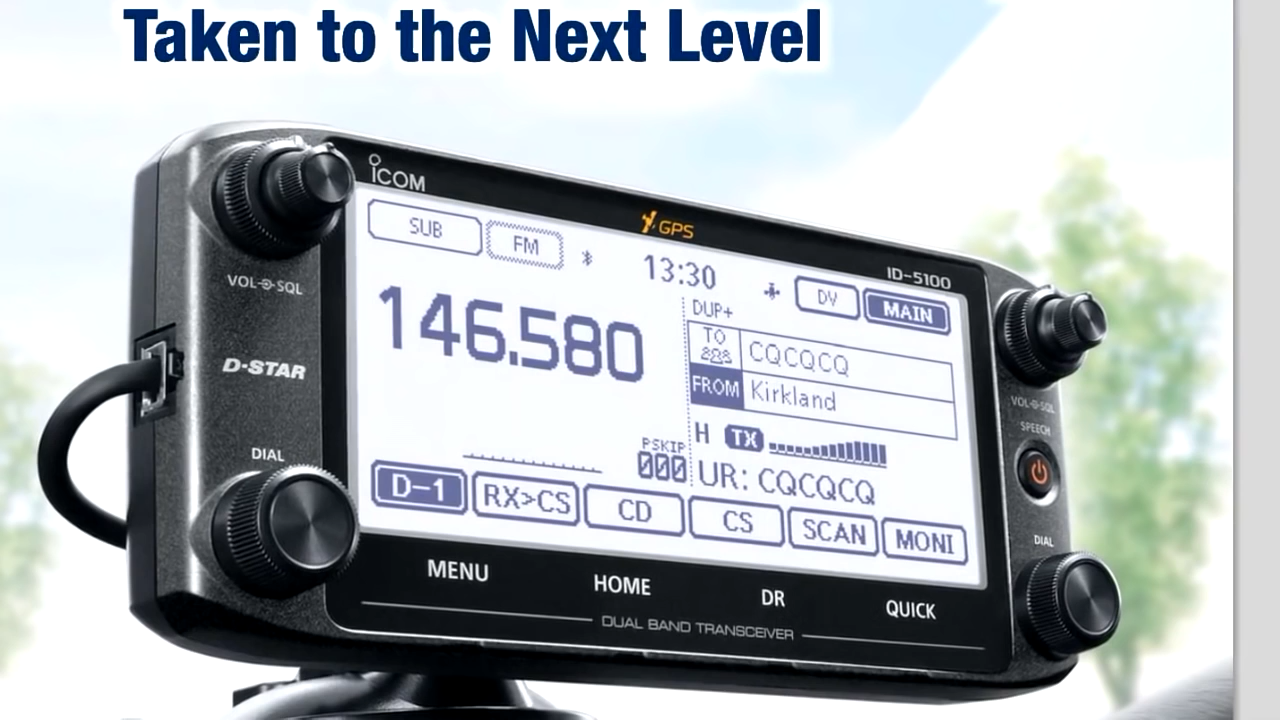 Taken to the Next Level
ICOM
GPS
ID-5100
SUB
FM
13:30
DV
MAIN
146.580
DUP+
TO
CQCQCQ
FROM
Kirkland
H
TX
PSKIP
000
UR: CQCQCQ
D-1
RX>CS
CD
CS
SCAN
MONI
VOL SQL
D-STAR
DIAL
VOL SQL
SPEECH
DIAL
MENU
HOME
DR
QUICK
DUAL BAND TRANSCEIVER